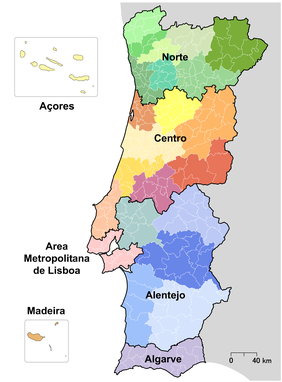 Norte
Açores
Centro
Area
Metropolitana
de Lisboa
Madeira
Alentejo
Algarve
0 40 km